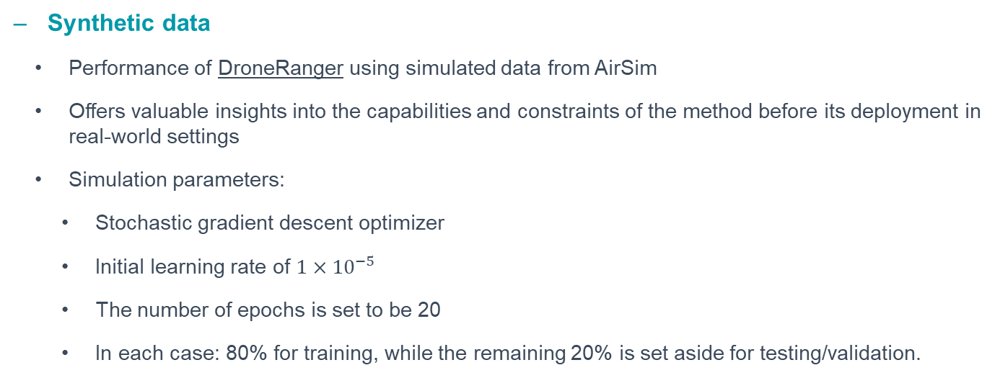 – Synthetic data
• Performance of DroneRanger using simulated data from AirSim
• Offers valuable insights into the capabilities and constraints of the method before its deployment in
real-world settings
• Simulation parameters:
• Stochastic gradient descent optimizer
• Initial learning rate of 1 × 10⁻⁵
• The number of epochs is set to be 20
• In each case: 80% for training, while the remaining 20% is set aside for testing/validation.